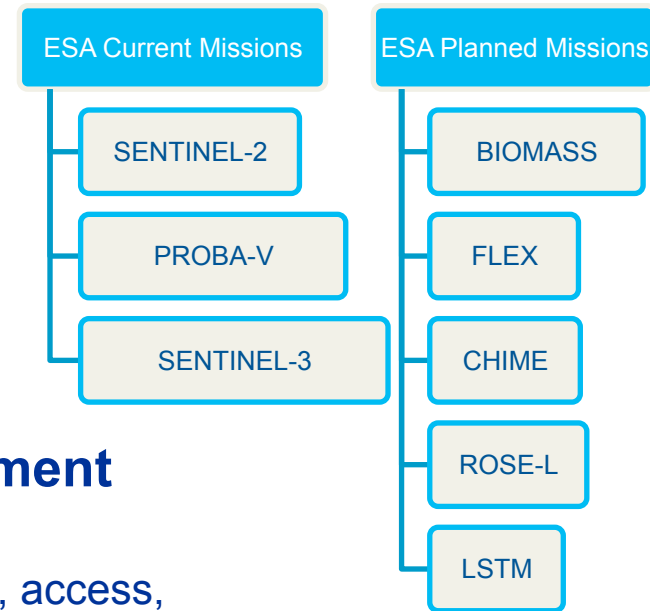 ESA Current Missions
SENTINEL-2
PROBA-V
SENTINEL-3
ESA Planned Missions
BIOMASS
FLEX
CHIME
ROSE-L
LSTM
ment
, access,